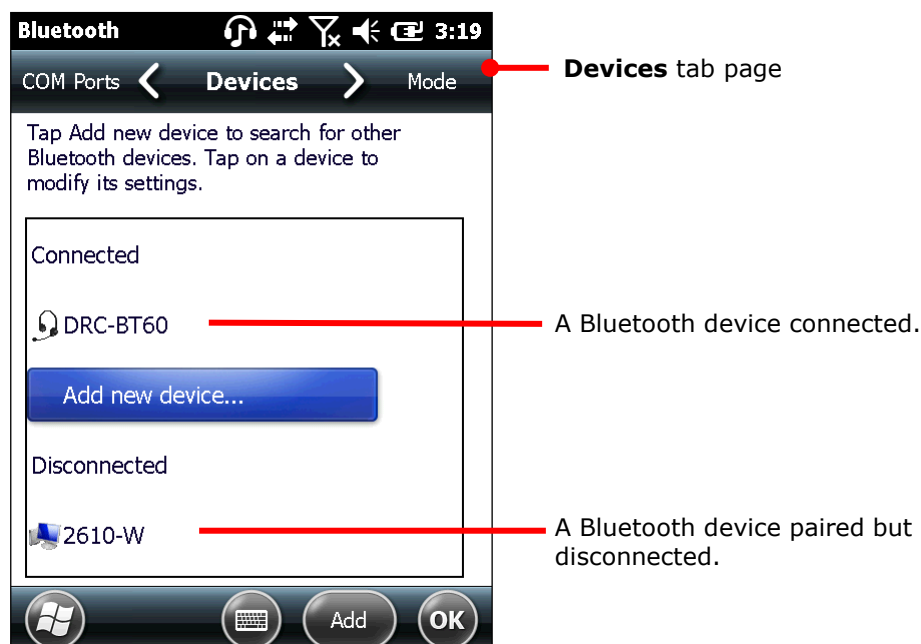 Bluetooth 3:19
COM Ports Devices Mode
Devices tab page
Tap Add new device to search for other
Bluetooth devices. Tap on a device to
modify its settings.
Connected
DRC-BT60
A Bluetooth device connected.
Add new device...
Disconnected
2610-W
A Bluetooth device paired but
disconnected.
Add OK